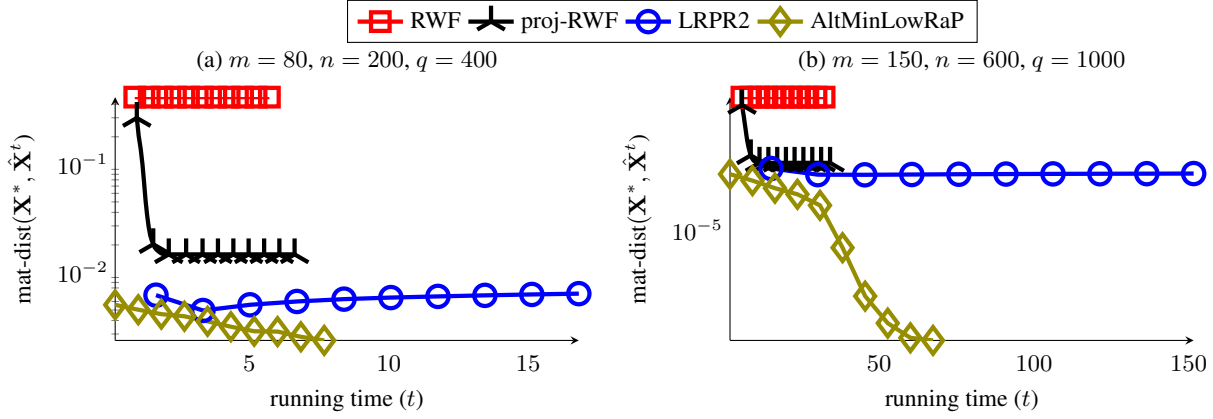 RWF proj-RWF LRPR2 AltMinLowRaP
(a) m = 80, n = 200, q = 400
(b) m = 150, n = 600, q = 1000
mat-dist(X*, X̂ᵗ)
10⁻¹
10⁻²
5 10 15
running time (t)
mat-dist(X*, X̂ᵗ)
10⁻⁵
50 100 150
running time (t)